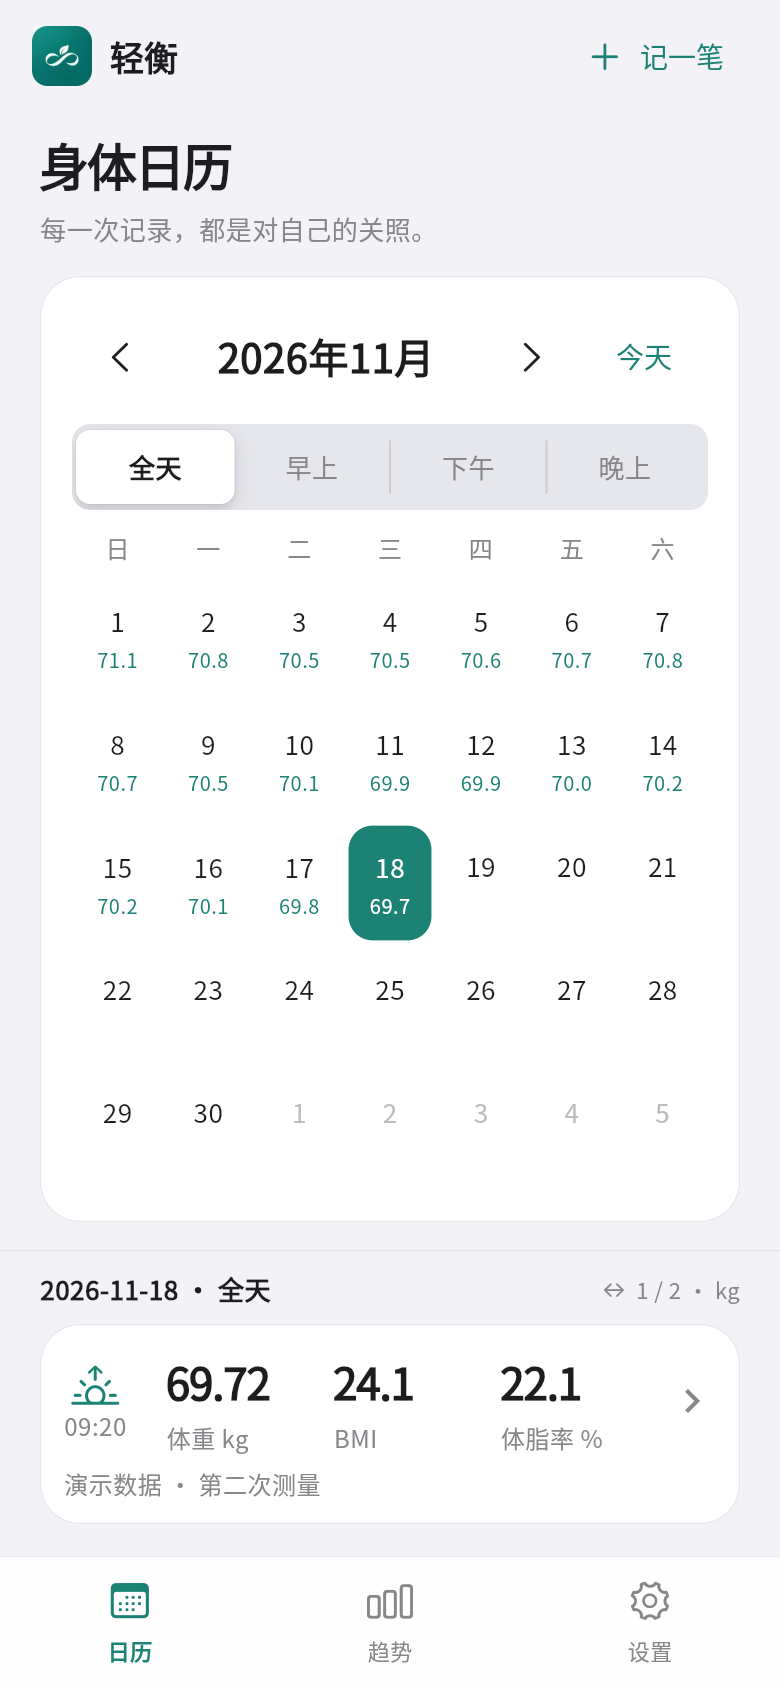 轻衡
记一笔
身体日历
每一次记录，都是对自己的关照。
2026年11月
今天
全天 早上 下午 晚上
日 一 二 三 四 五 六
1 2 3 4 5 6 7
71.1 70.8 70.5 70.5 70.6 70.7 70.8
8 9 10 11 12 13 14
70.7 70.5 70.1 69.9 69.9 70.0 70.2
15 16 17 18 19 20 21
70.2 70.1 69.8 69.7
22 23 24 25 26 27 28
29 30 1 2 3 4 5
2026-11-18 · 全天
1 / 2 · kg
69.72 24.1 22.1
09:20 体重 kg BMI 体脂率 %
演示数据 · 第二次测量
日历 趋势 设置